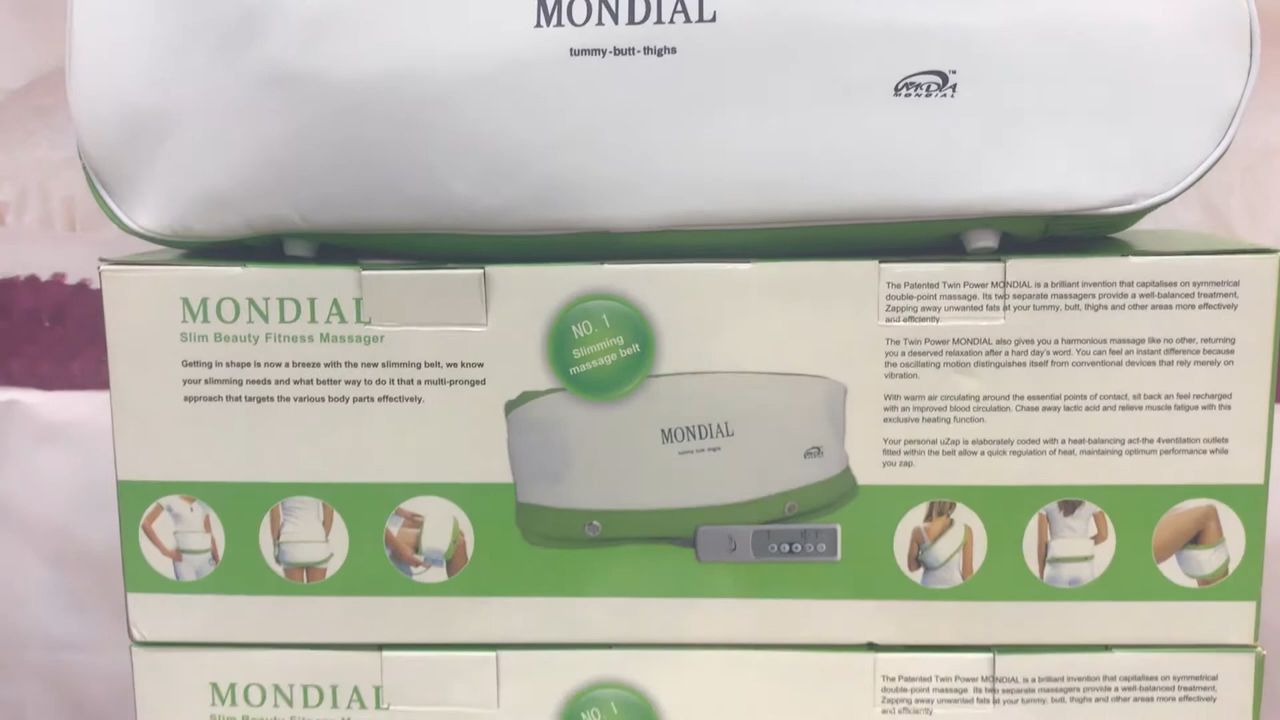 MONDIAL
tummy-butt-thighs
MDA
MONDIAL
MONDIAL
Slim Beauty Fitness Massager
Getting in shape is now a breeze with the new slimming belt, we know
your slimming needs and what better way to do it that a multi-pronged
approach that targets the various body parts effectively.
NO. 1
Slimming
massage belt
MONDIAL
tummy-butt-thighs
The Patented Twin Power MONDIAL is a brilliant invention that capitalises on symmetrical
double-point massage. Its two separate massagers provide a well-balanced treatment,
Zapping away unwanted fats at your tummy, butt, thighs and other areas more effectively
and efficiently.
The Twin Power MONDIAL also gives you a harmonious massage like no other, returning
you a deserved relaxation after a hard day's word. You can feel an instant difference because
the oscillating motion distinguishes itself from conventional devices that rely merely on
vibration.
With warm air circulating around the essential points of contact, sit back an feel recharged
with an improved blood circulation. Chase away lactic acid and relieve muscle fatigue with this
exclusive heating function.
Your personal uZap is elaborately coded with a heat-balancing act-the 4ventilation outlets
fitted within the belt allow a quick regulation of heat, maintaining optimum performance while
you zap.
MONDIAL
Slim Beauty Fitness
NO. 1
The Patented Twin Power MONDIAL is a brilliant invention that capitalises on symmetrical
double-point massage. Its two separate massagers provide a well-balanced treatment,
Zapping away unwanted fats at your tummy, butt, thighs and other areas more effectively
and efficiently.